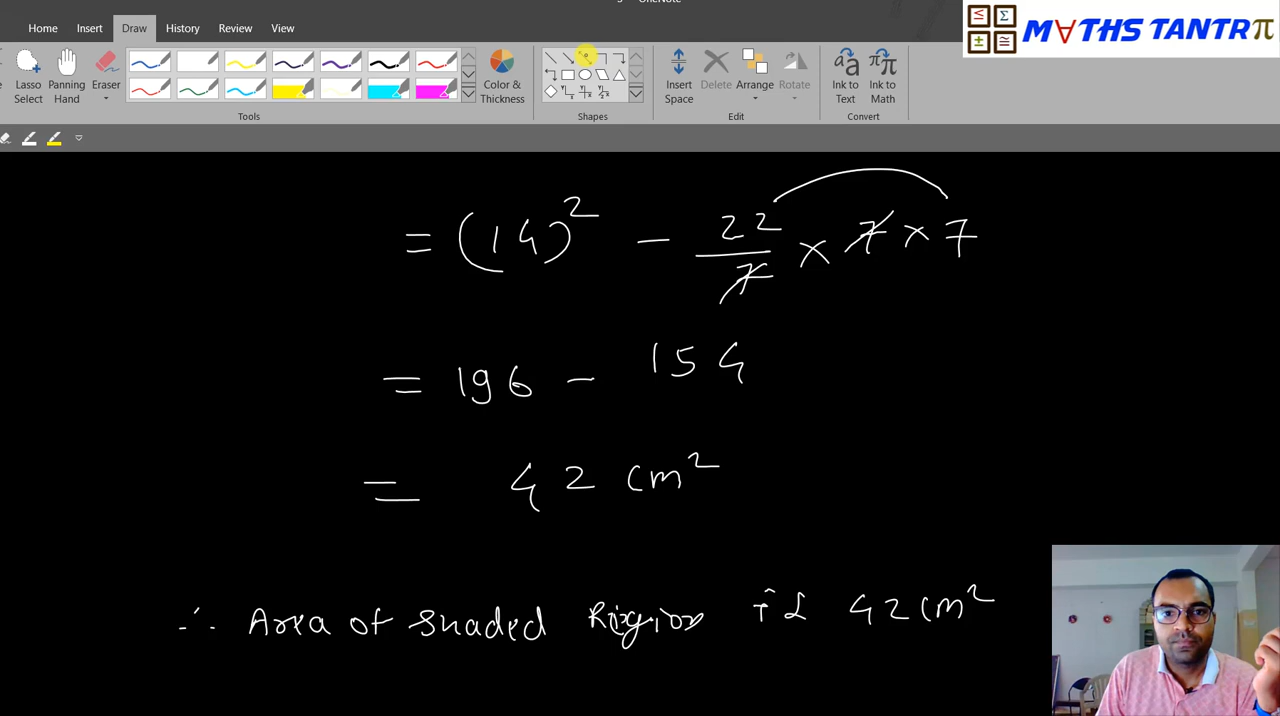 OneNote
Home Insert Draw History Review View
≤ Σ ± = M∀THS TANTRπ
Lasso Select Panning Hand Eraser Color & Thickness Insert Space Delete Arrange Rotate Ink to Text Ink to Math
Tools Shapes Edit Convert
= (14)² - 22/7 × 7 × 7
= 196 - 154
= 42 cm²
∴ Area of Shaded Region is 42 cm²